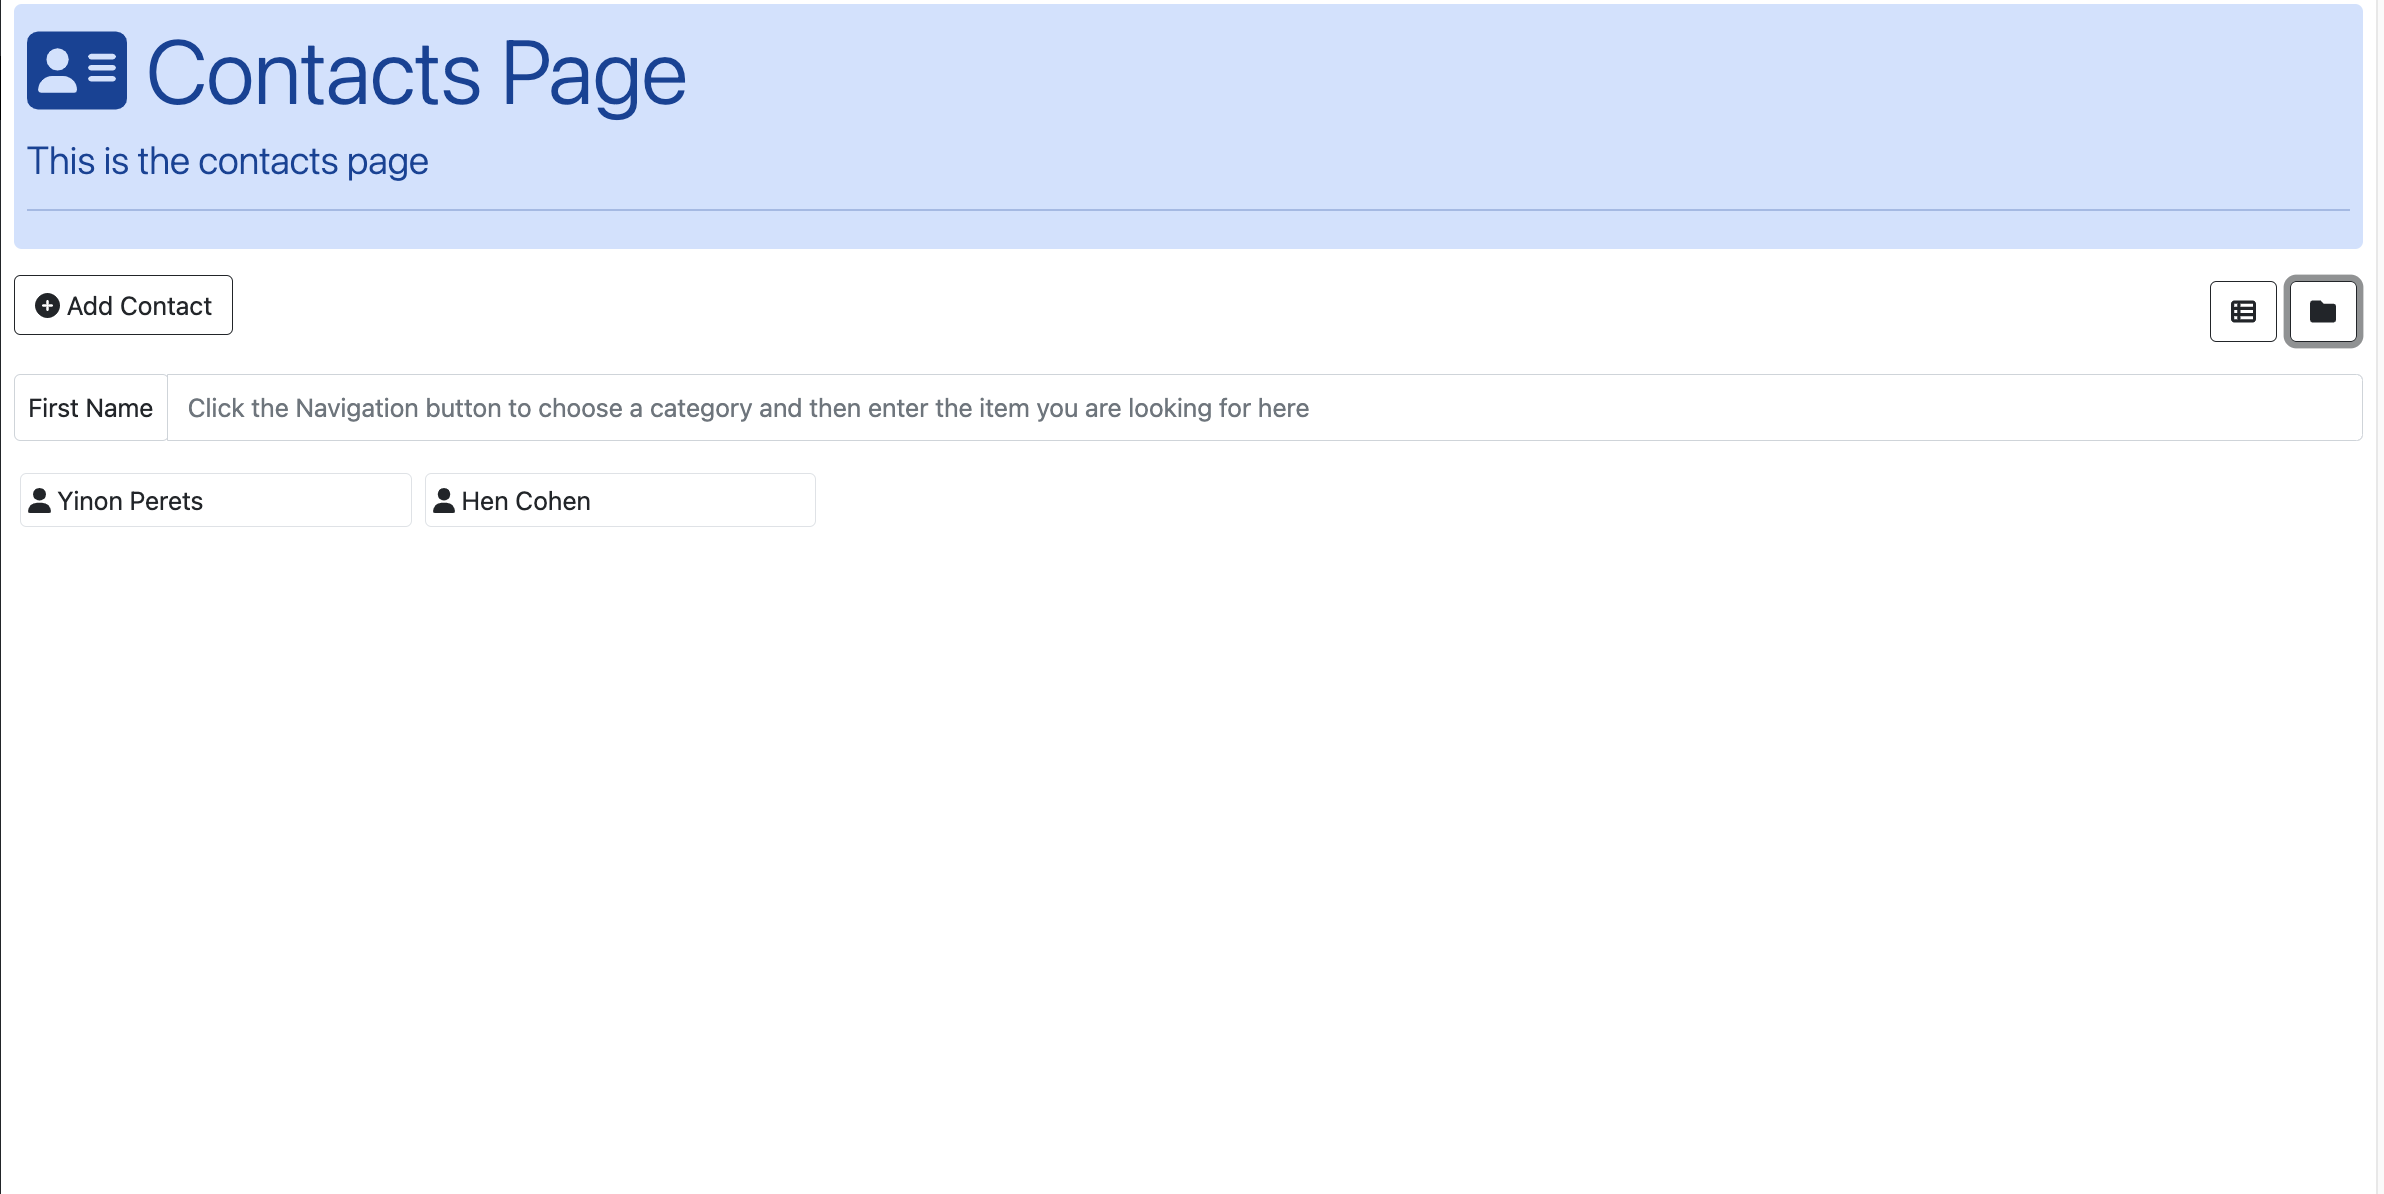 Contacts Page
This is the contacts page
Add Contact
First Name
Click the Navigation button to choose a category and then enter the item you are looking for here
Yinon Perets
Hen Cohen